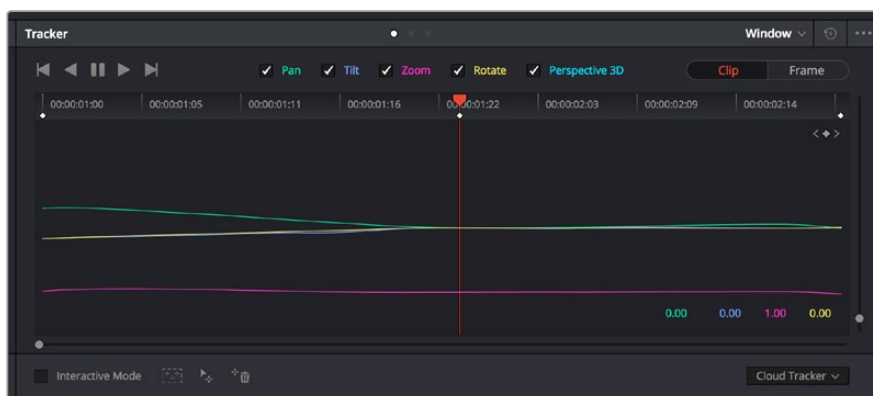 Tracker Window
Pan Tilt Zoom Rotate Perspective 3D Clip Frame
00:00:01:00 00:00:01:05 00:00:01:11 00:00:01:16 00:00:01:22 00:00:02:03 00:00:02:09 00:00:02:14
0.00 0.00 1.00 0.00
Interactive Mode Cloud Tracker